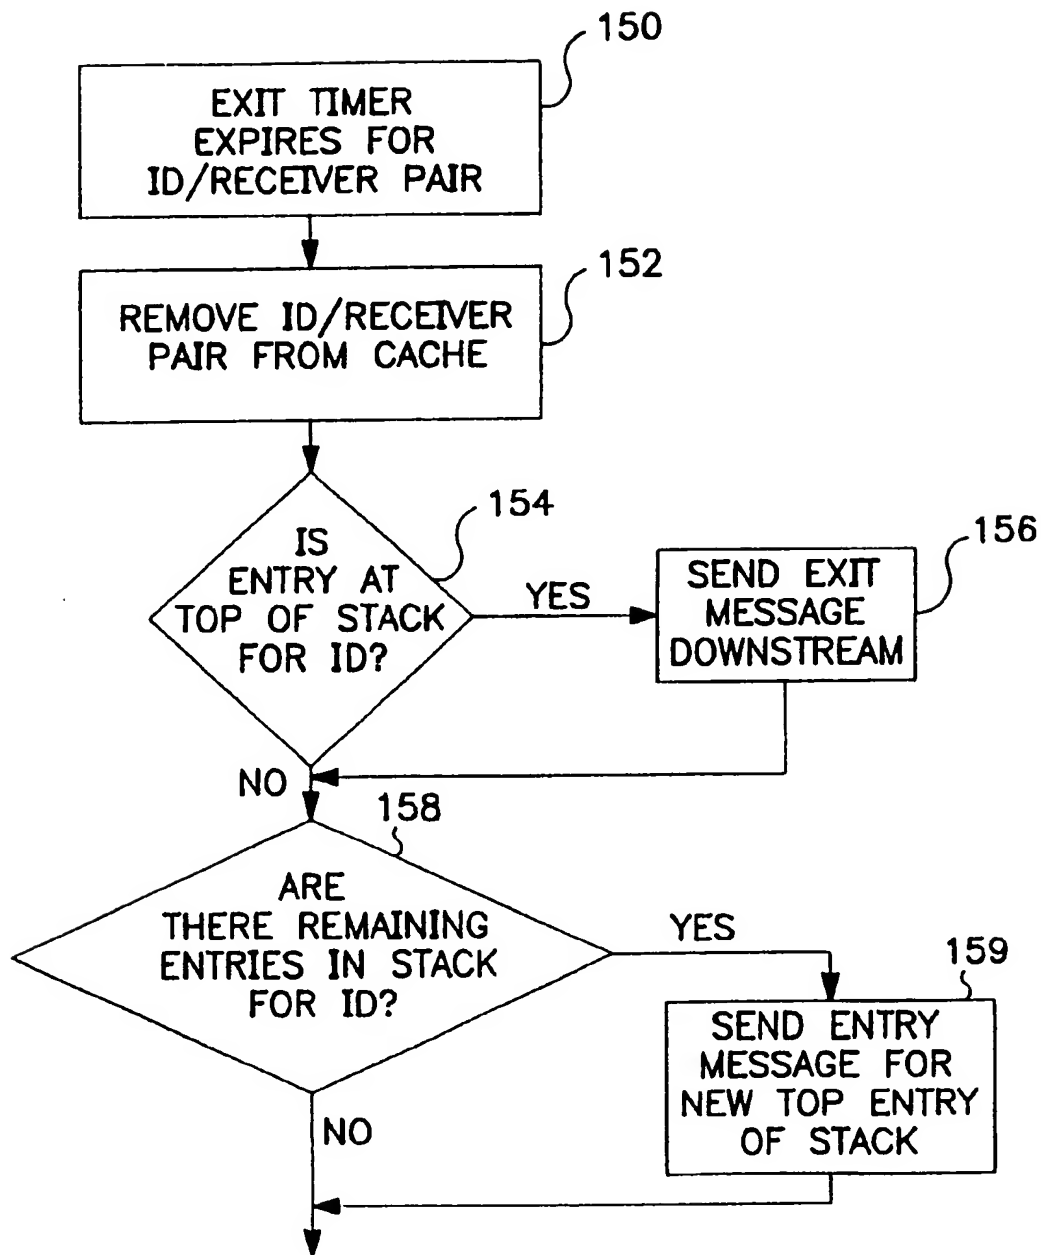 150
EXIT TIMER
EXPIRES FOR
ID/RECEIVER PAIR
152
REMOVE ID/RECEIVER
PAIR FROM CACHE
154
IS
ENTRY AT
TOP OF STACK
FOR ID?
YES
156
SEND EXIT
MESSAGE
DOWNSTREAM
NO
158
ARE
THERE REMAINING
ENTRIES IN STACK
FOR ID?
YES
159
SEND ENTRY
MESSAGE FOR
NEW TOP ENTRY
OF STACK
NO